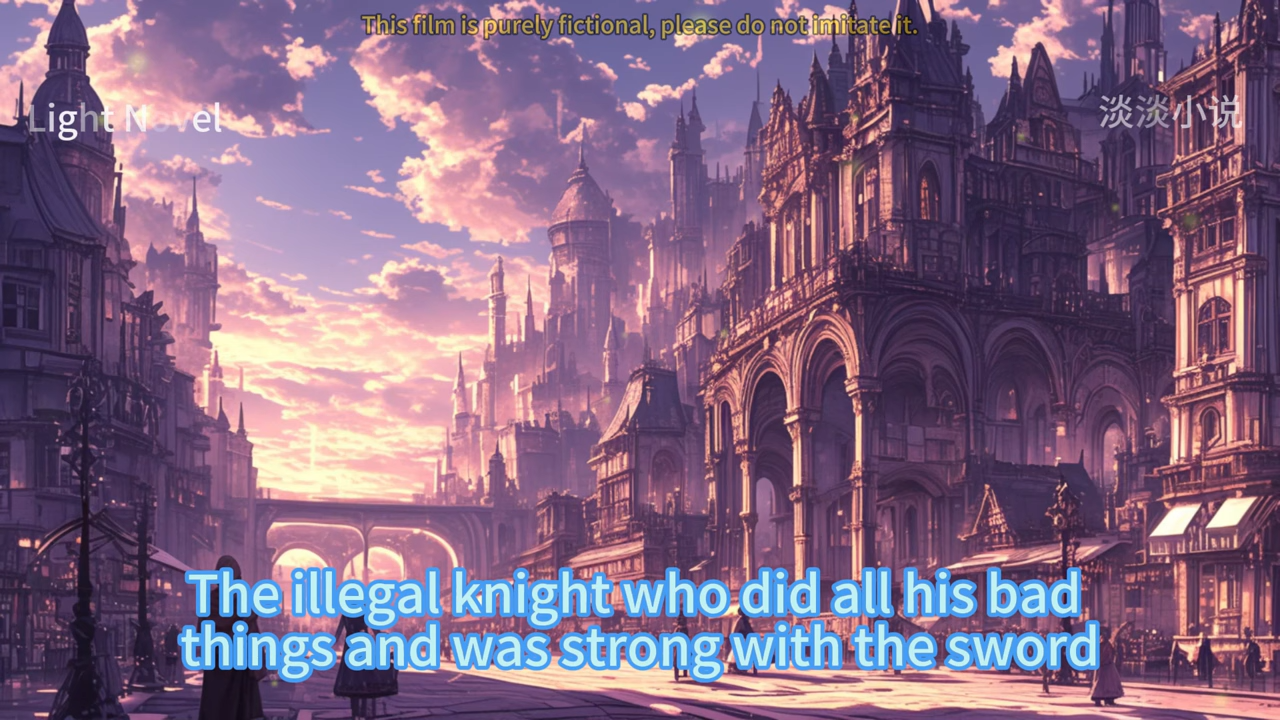 This film is purely fictional, please do not imitate it.
Light Novel
淡淡小说
The illegal knight who did all his bad
things and was strong with the sword